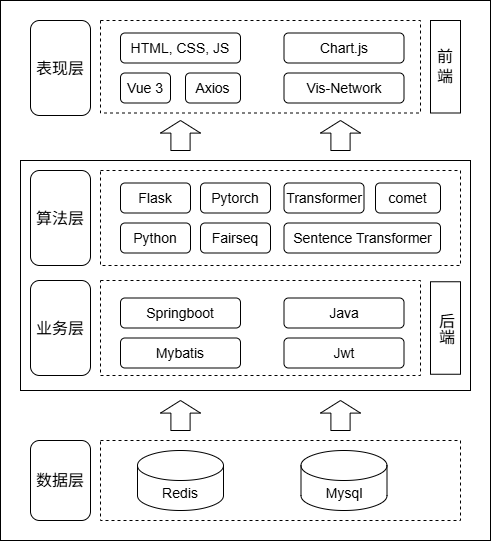 表现层
HTML, CSS, JS
Chart.js
Vue 3
Axios
Vis-Network
前端
算法层
Flask
Pytorch
Transformer
comet
Python
Fairseq
Sentence Transformer
业务层
Springboot
Java
Mybatis
Jwt
后端
数据层
Redis
Mysql